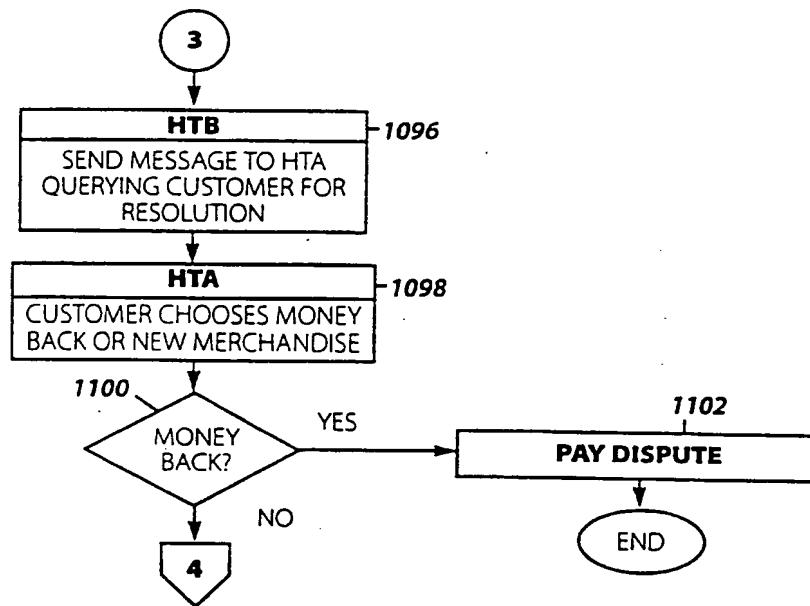 3
HTB
1096
SEND MESSAGE TO HTA
QUERYING CUSTOMER FOR
RESOLUTION
HTA
1098
CUSTOMER CHOOSES MONEY
BACK OR NEW MERCHANDISE
1100
MONEY
BACK?
YES
1102
PAY DISPUTE
NO
END
4